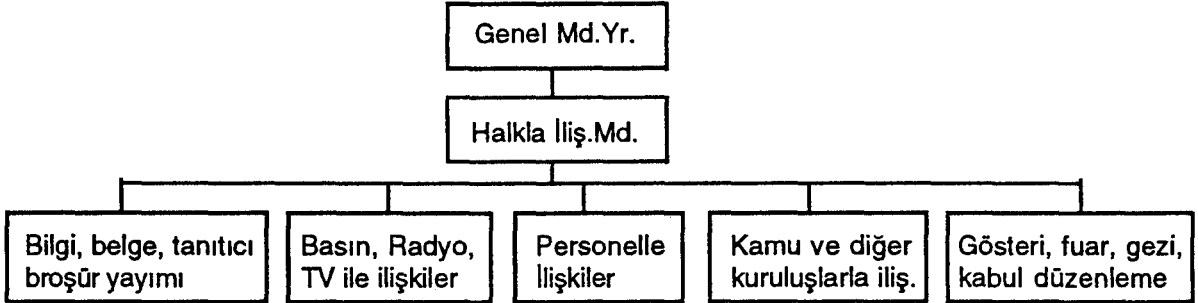 Genel Md.Yr.
Halkla İliş.Md.
Bilgi, belge, tanıtıcı
broşür yayımı
Basın, Radyo,
TV ile ilişkiler
Personelle
İlişkiler
Kamu ve diğer
kuruluşlarla iliş.
Gösteri, fuar, gezi,
kabul düzenleme